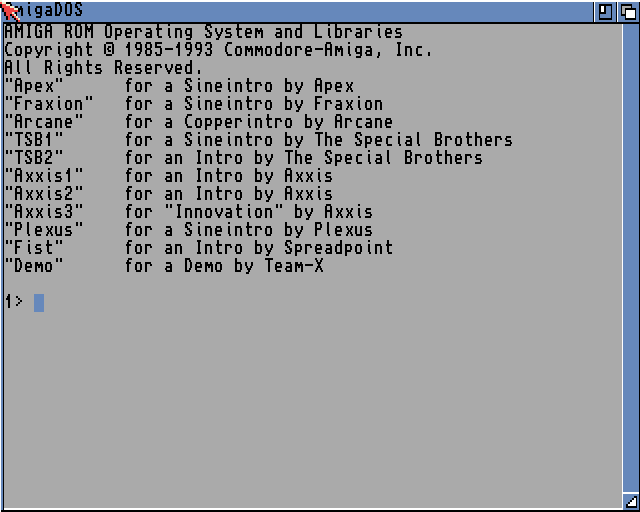 AmigaDOS
AMIGA ROM Operating System and Libraries
Copyright © 1985-1993 Commodore-Amiga, Inc.
All Rights Reserved.
"Apex"      for a Sineintro by Apex
"Fraxion"   for a Sineintro by Fraxion
"Arcane"    for a Copperintro by Arcane
"TSB1"      for a Sineintro by The Special Brothers
"TSB2"      for an Intro by The Special Brothers
"Axxis1"    for an Intro by Axxis
"Axxis2"    for an Intro by Axxis
"Axxis3"    for "Innovation" by Axxis
"Plexus"    for a Sineintro by Plexus
"Fist"      for an Intro by Spreadpoint
"Demo"      for a Demo by Team-X
1>